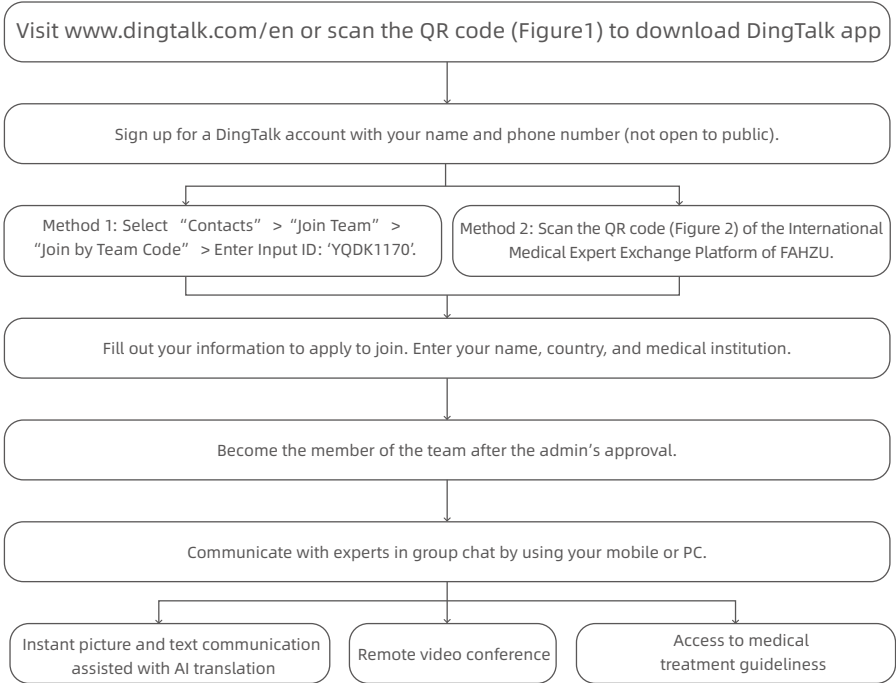 Visit www.dingtalk.com/en or scan the QR code (Figure1) to download DingTalk app
Sign up for a DingTalk account with your name and phone number (not open to public).
Method 1: Select “Contacts” > “Join Team” >
“Join by Team Code” > Enter Input ID: ‘YQDK1170’.
Method 2: Scan the QR code (Figure 2) of the International
Medical Expert Exchange Platform of FAHZU.
Fill out your information to apply to join. Enter your name, country, and medical institution.
Become the member of the team after the admin’s approval.
Communicate with experts in group chat by using your mobile or PC.
Instant picture and text communication
assisted with AI translation
Remote video conference
Access to medical
treatment guideliness